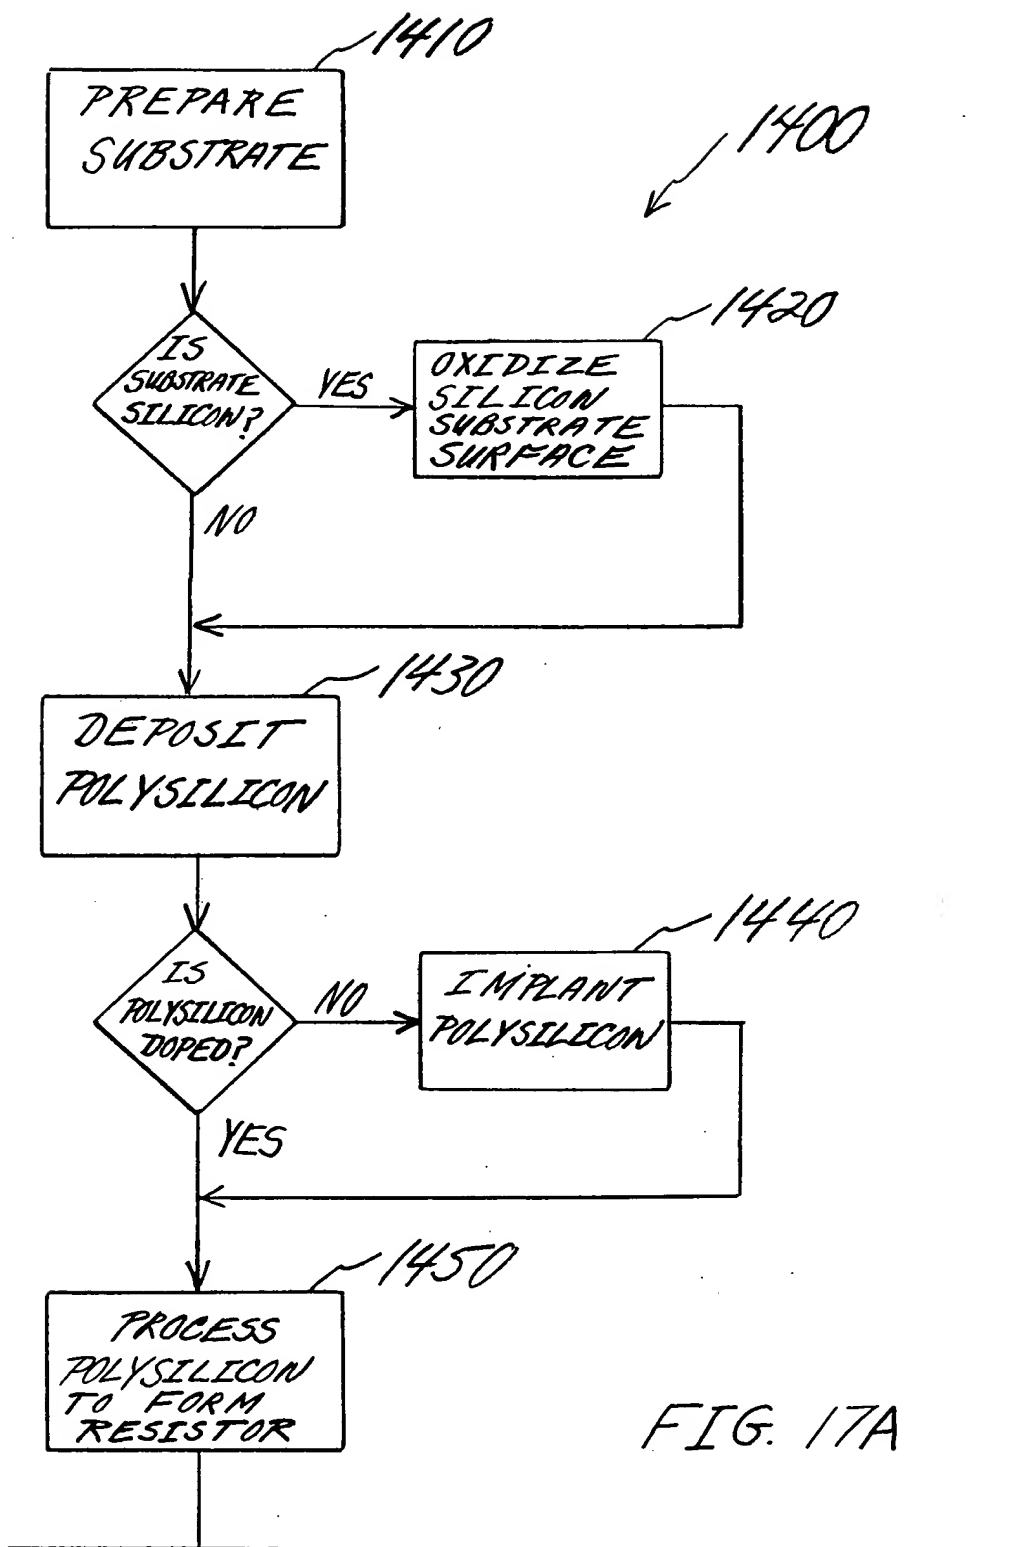 1410
PREPARE
SUBSTRATE
1400
IS
SUBSTRATE
SILICON?
YES
1420
OXIDIZE
SILICON
SUBSTRATE
SURFACE
NO
1430
DEPOSIT
POLYSILICON
IS
POLYSILICON
DOPED?
NO
1440
IMPLANT
POLYSILICON
YES
1450
PROCESS
POLYSILICON
TO FORM
RESISTOR
FIG. 17A